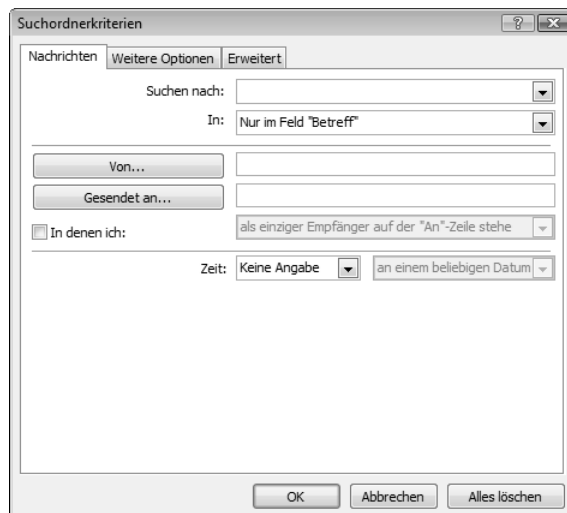 Suchordnerkriterien
Nachrichten Weitere Optionen Erweitert
Suchen nach:
In: Nur im Feld "Betreff"
Von...
Gesendet an...
In denen ich: als einziger Empfänger auf der "An"-Zeile stehe
Zeit: Keine Angabe an einem beliebigen Datum
OK Abbrechen Alles löschen